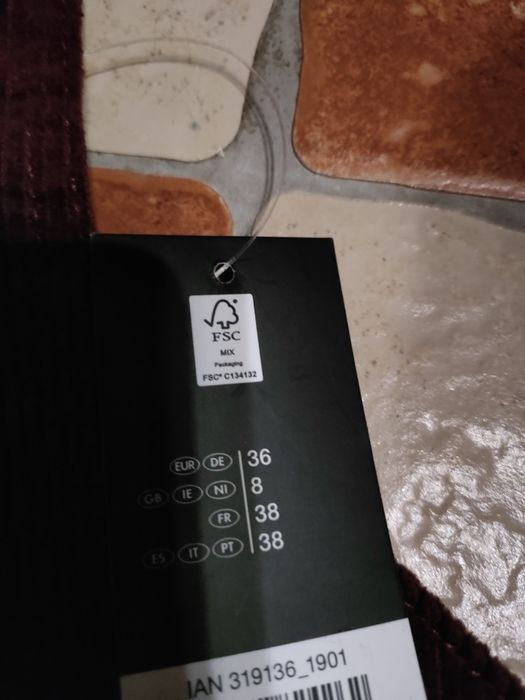 FSC
MIX
Packaging
FSC® C134132
EUR DE 36
GB IE NI 8
FR 38
ES IT PT 38
IAN 319136_1901